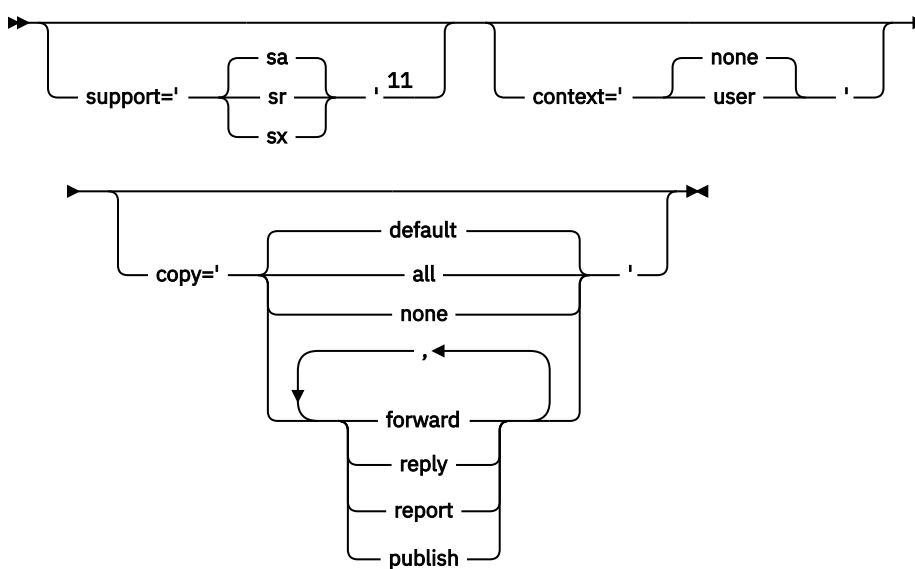 sa none
support=' sr ' 11 context=' user '
sx
default
copy=' all '
none
,
forward
reply
report
publish